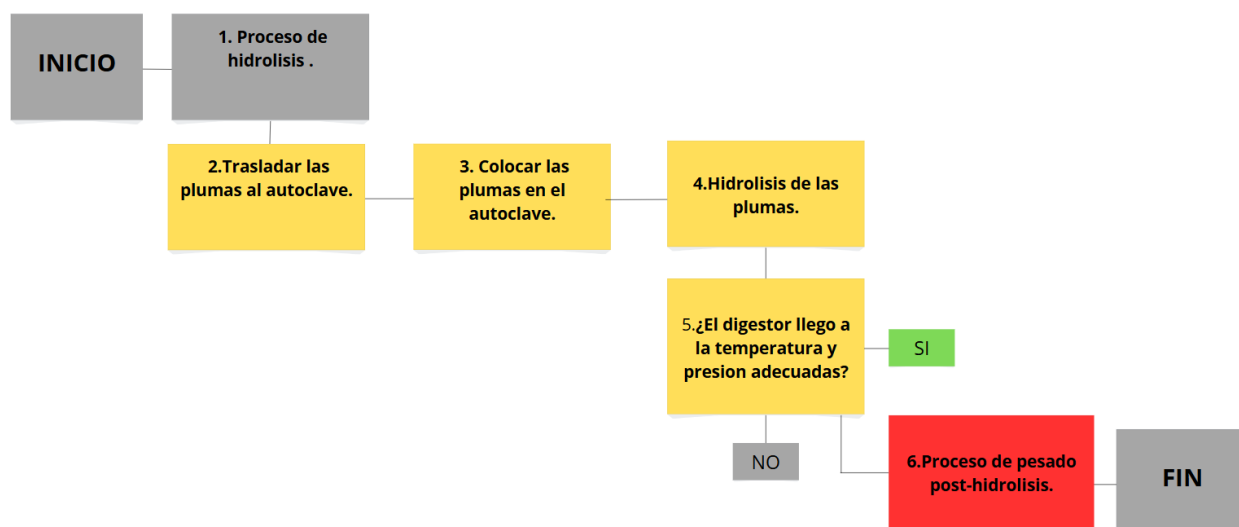 INICIO
1. Proceso de
hidrolisis .
2.Trasladar las
plumas al autoclave.
3. Colocar las
plumas en el
autoclave.
4.Hidrolisis de las
plumas.
5.¿El digestor llego a
la temperatura y
presion adecuadas?
SI
NO
6.Proceso de pesado
post-hidrolisis.
FIN